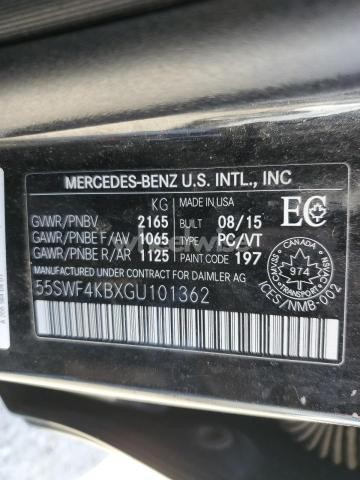 MERCEDES-BENZ U.S. INTL., INC
KG MADE IN USA
GVWR/PNBV 2165 BUILT 08/15
GAWR/PNBE F/AV 1065 TYPE PC/VT
GAWR/PNBE R/AR 1125 PAINT 197
MANUFACTURED UNDER CONTRACT FOR DAIMLER AG
55SWF4KBXGU101362
EC
CANADA
974
ICES/NMB-002